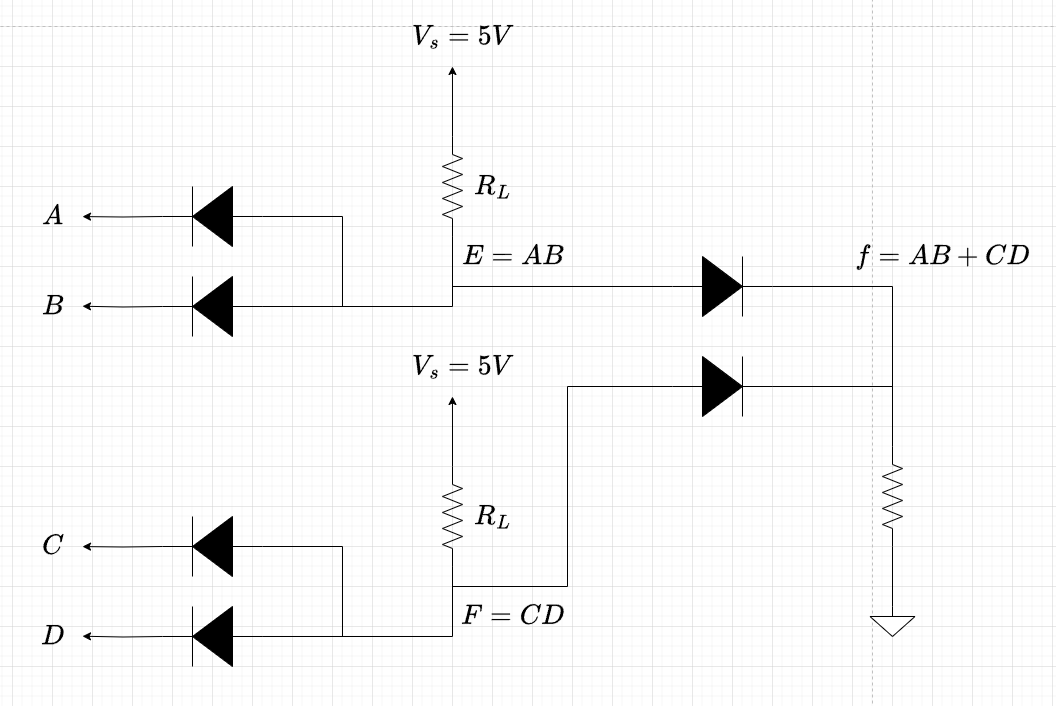 V_s = 5V
R_L
A
E = AB
f = AB + CD
B
V_s = 5V
R_L
C
F = CD
D